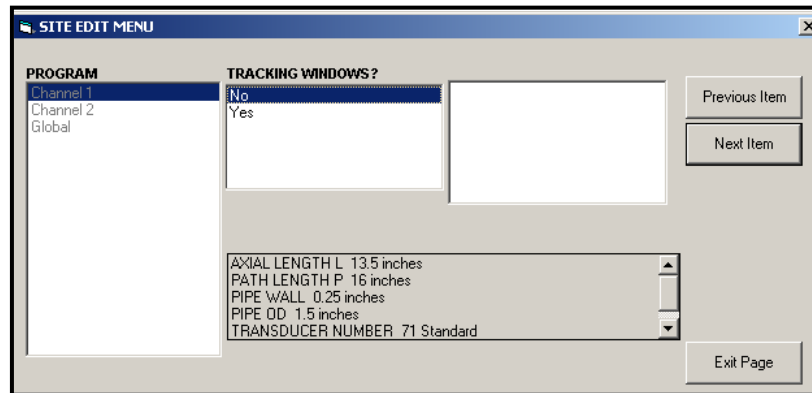 SITE EDIT MENU
PROGRAM
Channel 1
Channel 2
Global
TRACKING WINDOWS?
No
Yes
Previous Item
Next Item
AXIAL LENGTH L 13.5 inches
PATH LENGTH P 16 inches
PIPE WALL 0.25 inches
PIPE OD 1.5 inches
TRANSDUCER NUMBER 71 Standard
Exit Page